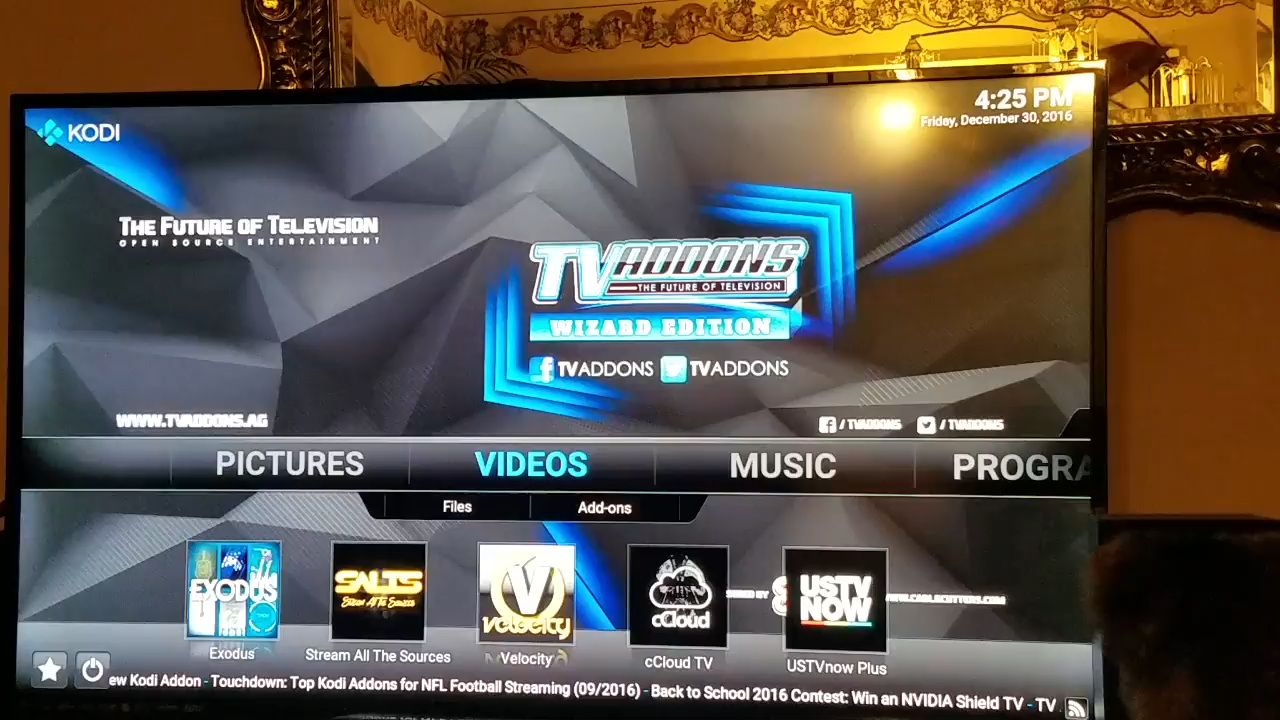 KODI
4:25 PM
Friday, December 30, 2016
THE FUTURE OF TELEVISION
OPEN SOURCE ENTERTAINMENT
TVADDONS
THE FUTURE OF TELEVISION
WIZARD EDITION
f TVADDONS TVADDONS
WWW.TVADDONS.AG
f / TVADDONS / TVADDONS
PICTURES VIDEOS MUSIC PROGRA
Files Add-ons
EXODUS
SALTS
Stream All The Sources
V
velocity
cCloud
USTV
NOW
BY
Exodus
Stream All The Sources
Velocity
cCloud TV
USTVnow Plus
ew Kodi Addon - Touchdown: Top Kodi Addons for NFL Football Streaming (09/2016) - Back to School 2016 Contest: Win an NVIDIA Shield TV - TV